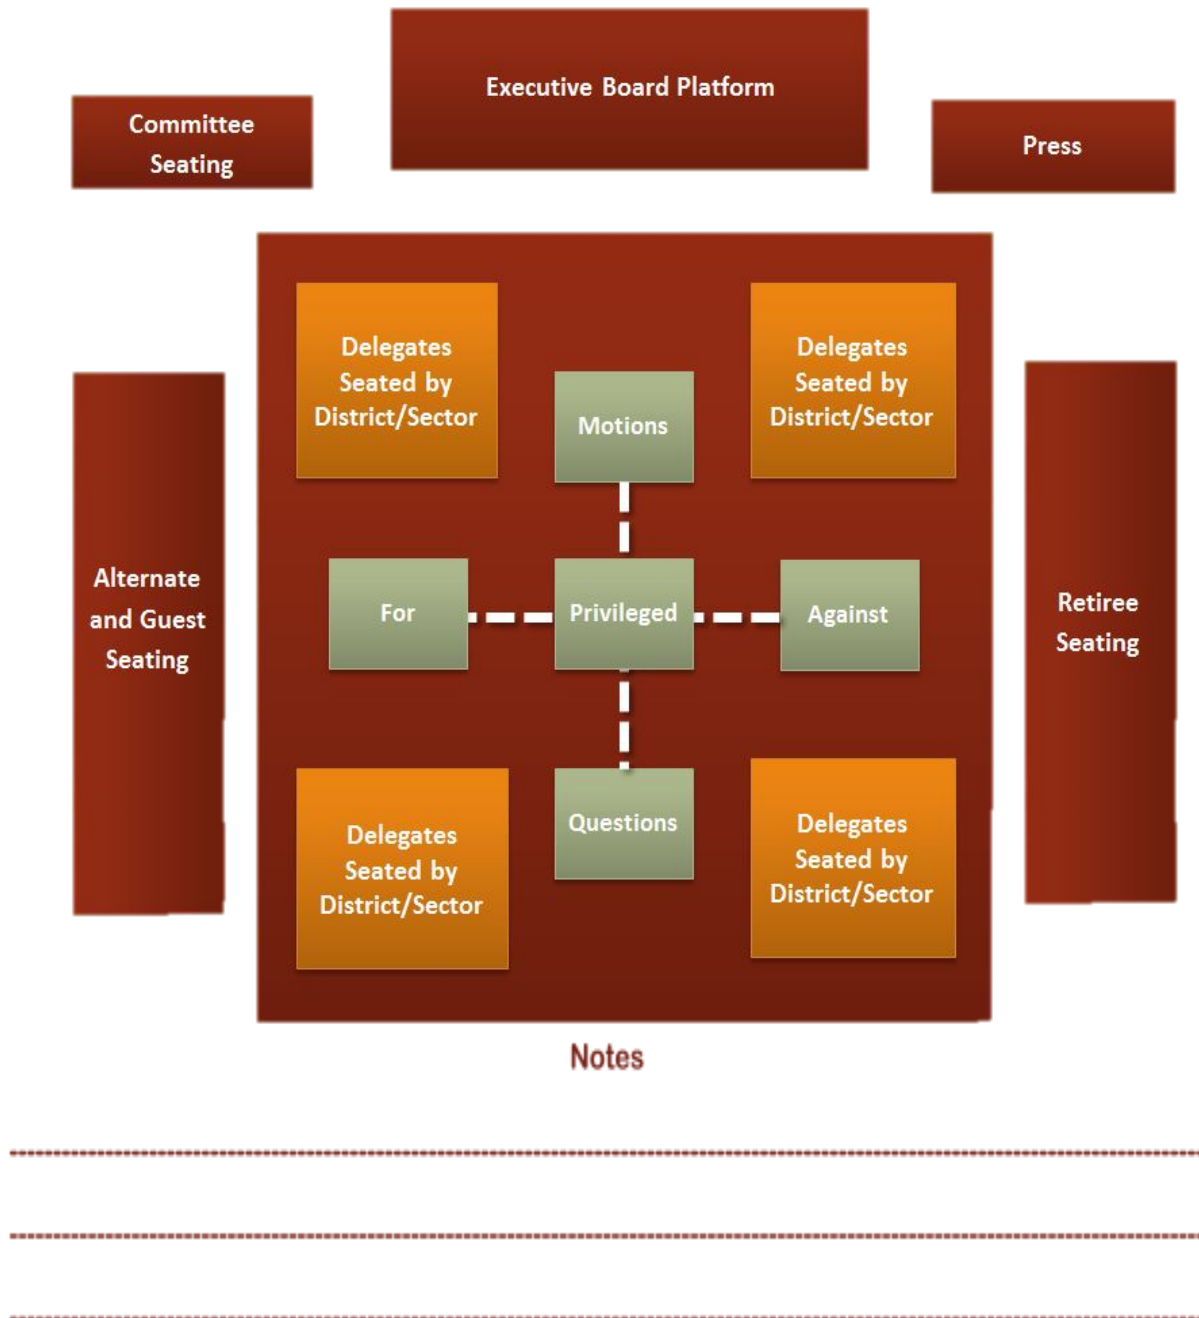 Executive Board Platform
Committee
Seating
Press
Delegates
Seated by
District/Sector
Motions
Delegates
Seated by
District/Sector
Alternate
and Guest
Seating
For
Privileged
Against
Retiree
Seating
Delegates
Seated by
District/Sector
Questions
Delegates
Seated by
District/Sector
Notes